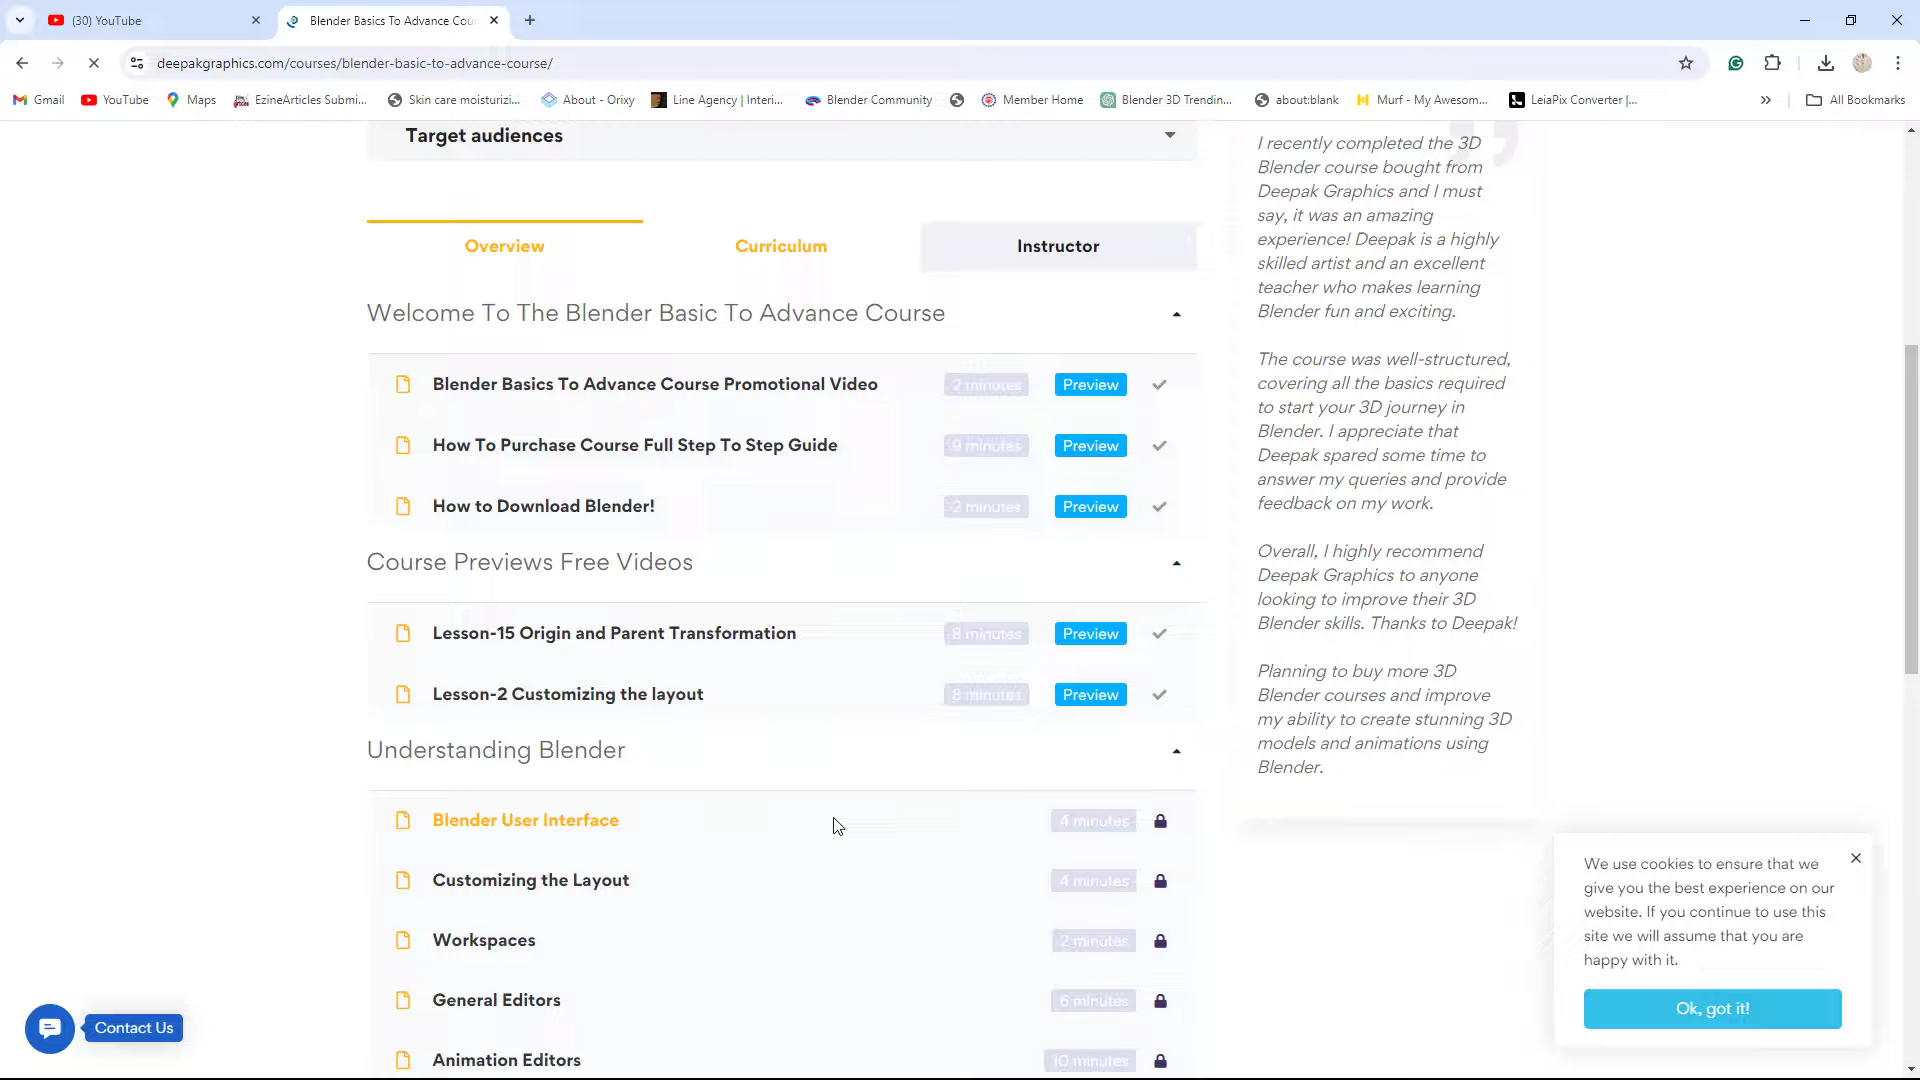 (30) YouTube
Blender Basics To Advance Cou
deepakgraphics.com/courses/blender-basic-to-advance-course/
Gmail
YouTube
Maps
EzineArticles Submi...
Skin care moisturizi...
About - Orixy
Line Agency | Interi...
Blender Community
Member Home
Blender 3D Trendin...
about:blank
Murf - My Awesom...
LeiaPix Converter |...
»
All Bookmarks
Target audiences
Overview
Curriculum
Instructor
Welcome To The Blender Basic To Advance Course
Blender Basics To Advance Course Promotional Video 2 minutes Preview
How To Purchase Course Full Step To Step Guide 9 minutes Preview
How to Download Blender! 2 minutes Preview
Course Previews Free Videos
Lesson-15 Origin and Parent Transformation 8 minutes Preview
Lesson-2 Customizing the layout 8 minutes Preview
Understanding Blender
Blender User Interface 4 minutes
Customizing the Layout 4 minutes
Workspaces 2 minutes
General Editors 6 minutes
Animation Editors 10 minutes
I recently completed the 3D
Blender course bought from
Deepak Graphics and I must
say, it was an amazing
experience! Deepak is a highly
skilled artist and an excellent
teacher who makes learning
Blender fun and exciting.
The course was well-structured,
covering all the basics required
to start your 3D journey in
Blender. I appreciate that
Deepak spared some time to
answer my queries and provide
feedback on my work.
Overall, I highly recommend
Deepak Graphics to anyone
looking to improve their 3D
Blender skills. Thanks to Deepak!
Planning to buy more 3D
Blender courses and improve
my ability to create stunning 3D
models and animations using
Blender.
We use cookies to ensure that we
give you the best experience on our
website. If you continue to use this
site we will assume that you are
happy with it.
Ok, got it!
Contact Us